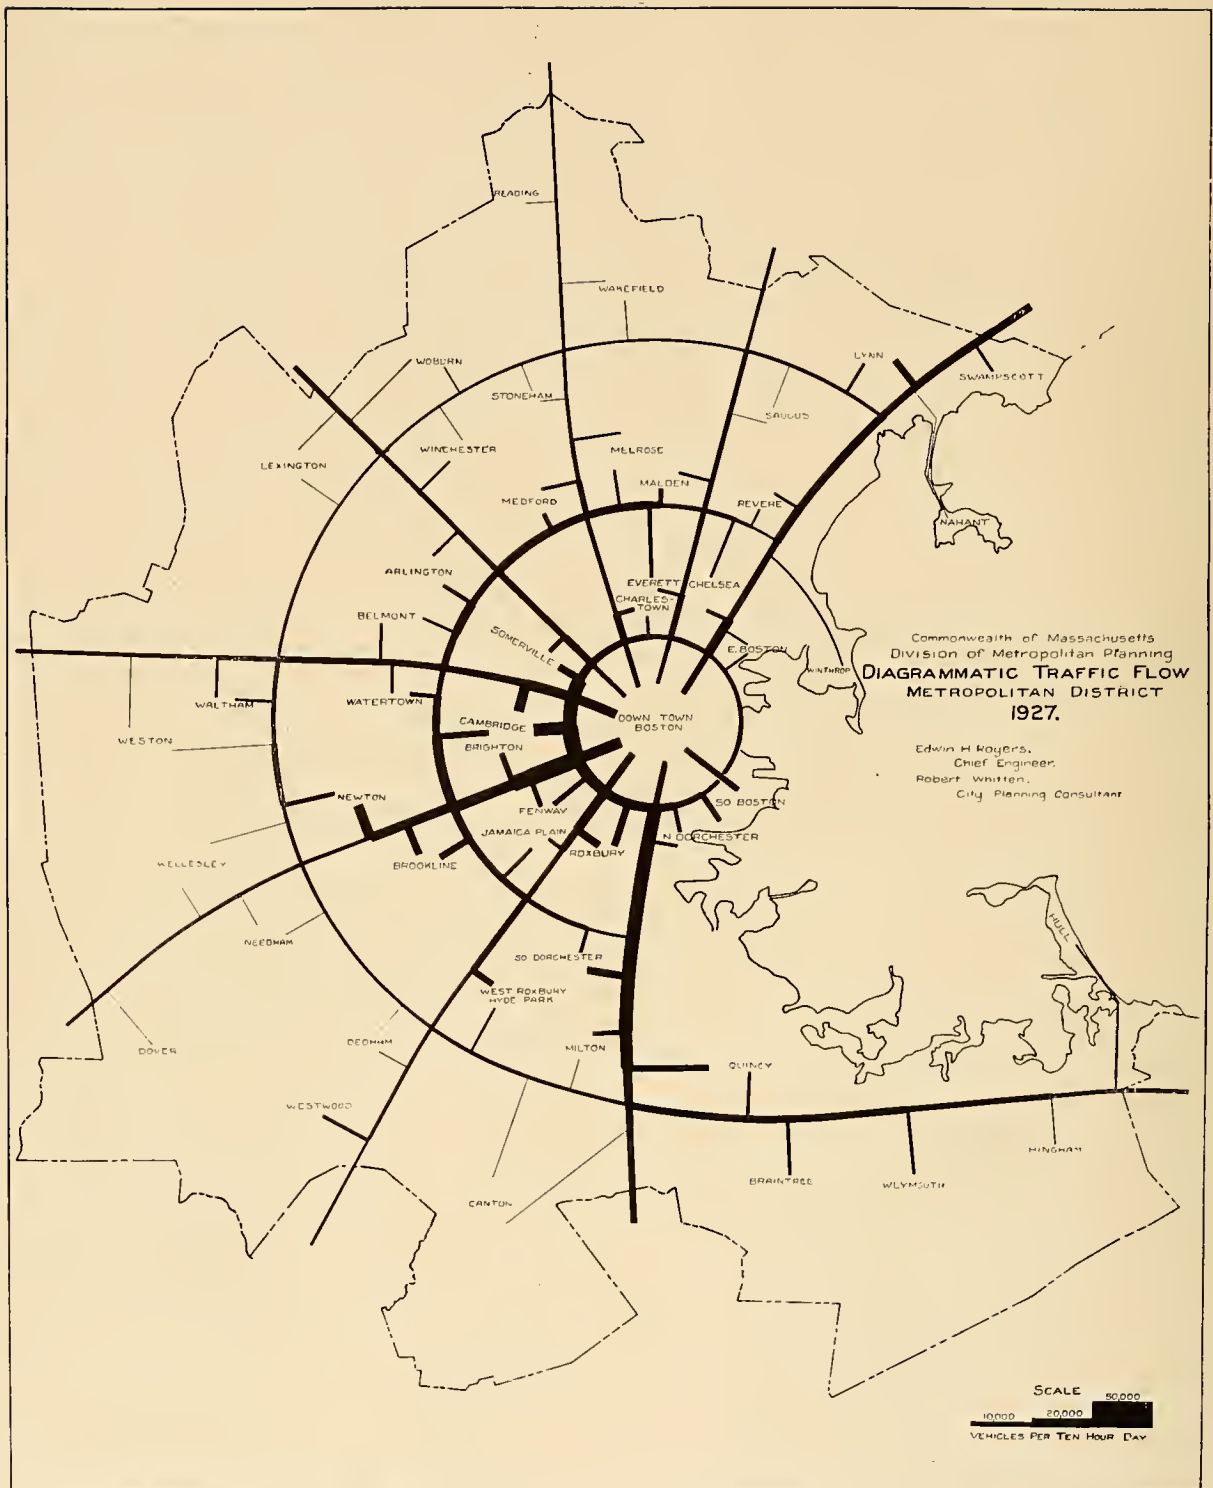 READING
WAKEFIELD
WOBURN
LYNN
SWAMPSCOTT
STONEHAM
SAUGUS
WINCHESTER
MELROSE
LEXINGTON
MALDEN
MEDFORD
REVERE
NAHANT
ARLINGTON
EVERETT
CHELSEA
CHARLES-
TOWN
BELMONT
SOMERVILLE
E. BOSTON
WINTHROP
Commonwealth of Massachusetts
Division of Metropolitan Planning
DIAGRAMMATIC TRAFFIC FLOW
METROPOLITAN DISTRICT
1927.
WALTHAM
WATERTOWN
CAMBRIDGE
DOWN TOWN
BOSTON
WESTON
BRIGHTON
Edwin H Rogers.
Chief Engineer.
Robert Whitten.
City Planning Consultant
NEWTON
FENWAY
SO BOSTON
JAMAICA PLAIN
N DORCHESTER
WELLESLEY
BROOKLINE
ROXBURY
HULL
NEEDHAM
SO DORCHESTER
WEST ROXBURY
HYDE PARK
DOVER
DEDHAM
MILTON
QUINCY
WESTWOOD
HINGHAM
BRAINTREE
WEYMOUTH
CANTON
SCALE
50,000
10,000
20,000
VEHICLES PER TEN HOUR DAY